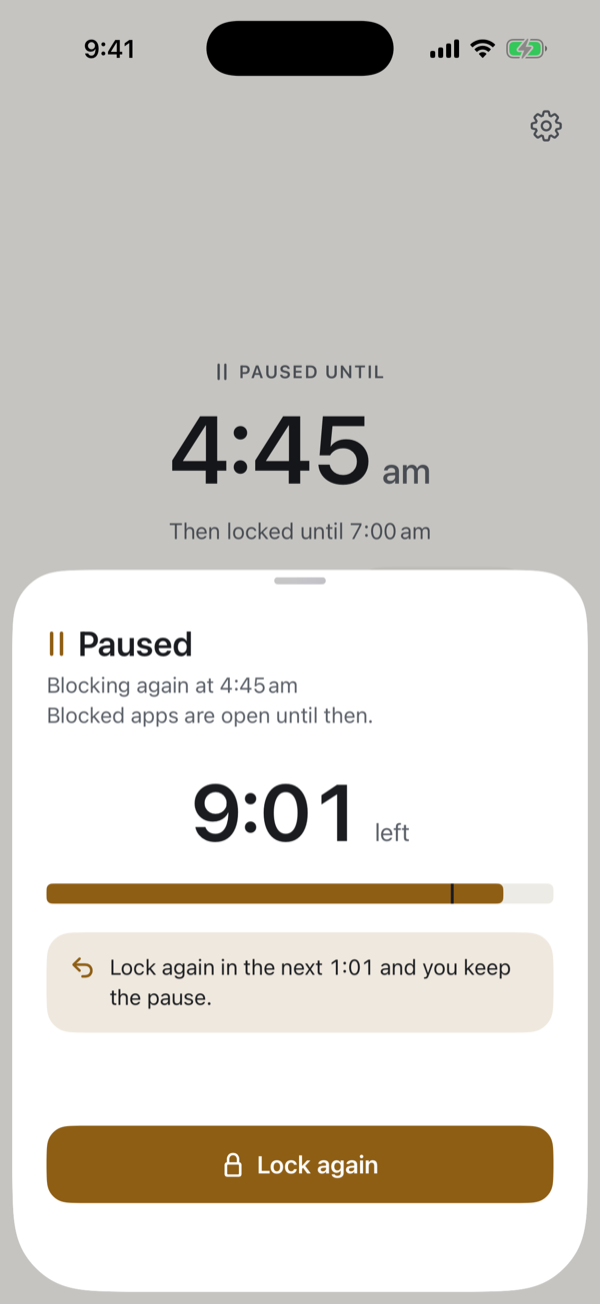 9:41
PAUSED UNTIL
4:45 am
Then locked until 7:00 am
Paused
Blocking again at 4:45 am
Blocked apps are open until then.
9:01 left
Lock again in the next 1:01 and you keep
the pause.
Lock again